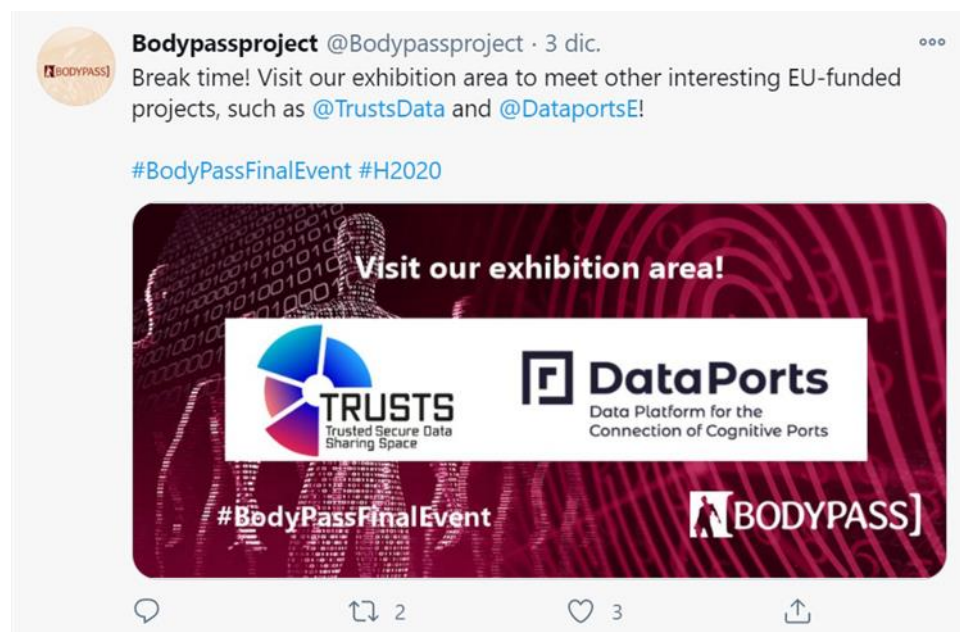 Bodypassproject @Bodypassproject · 3 dic.
[BODYPASS]
Break time! Visit our exhibition area to meet other interesting EU-funded
projects, such as @TrustsData and @DataportsE!
#BodyPassFinalEvent #H2020
Visit our exhibition area!
TRUSTS
Trusted Secure Data
Sharing Space
DataPorts
Data Platform for the
Connection of Cognitive Ports
#BodyPassFinalEvent
[BODYPASS]
2
3